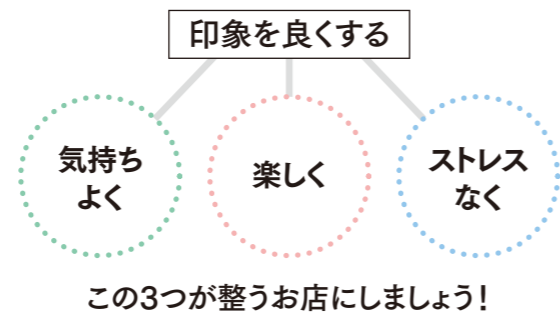 印象を良くする
気持ち
よく
楽しく
ストレス
なく
この3つが整うお店にしましょう！